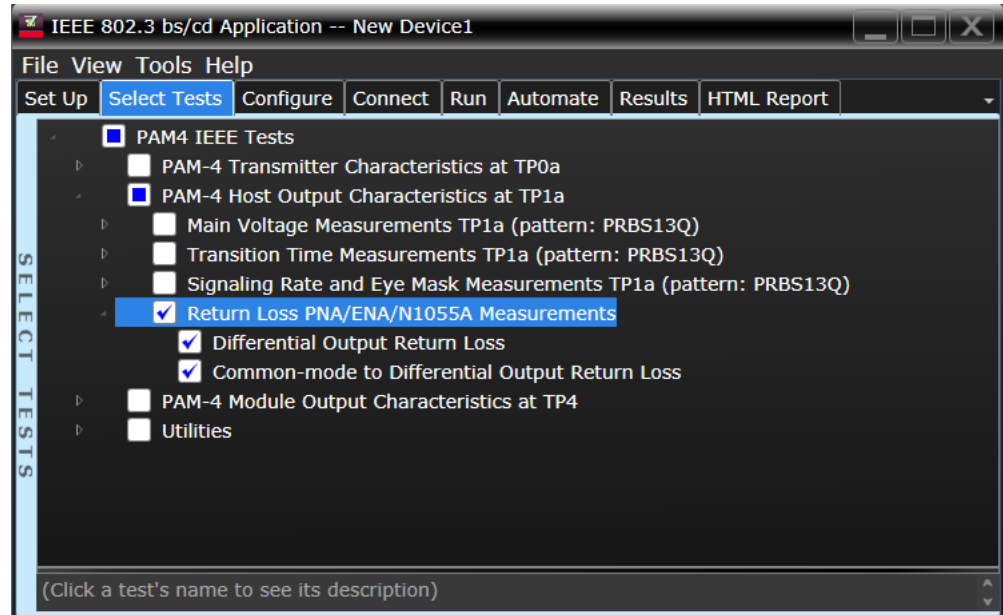 IEEE 802.3 bs/cd Application -- New Device1
File View Tools Help
Set Up Select Tests Configure Connect Run Automate Results HTML Report
SELECT TESTS
PAM4 IEEE Tests
PAM-4 Transmitter Characteristics at TP0a
PAM-4 Host Output Characteristics at TP1a
Main Voltage Measurements TP1a (pattern: PRBS13Q)
Transition Time Measurements TP1a (pattern: PRBS13Q)
Signaling Rate and Eye Mask Measurements TP1a (pattern: PRBS13Q)
Return Loss PNA/ENA/N1055A Measurements
Differential Output Return Loss
Common-mode to Differential Output Return Loss
PAM-4 Module Output Characteristics at TP4
Utilities
(Click a test's name to see its description)